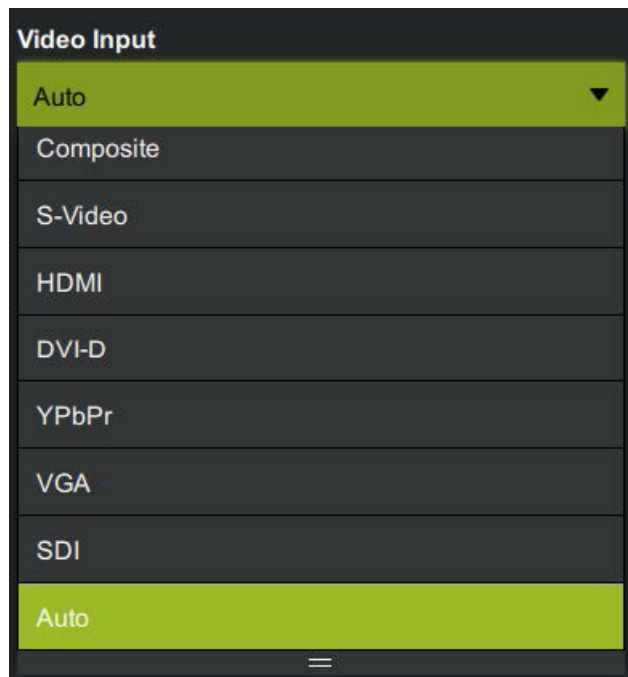 Video Input
Auto
Composite
S-Video
HDMI
DVI-D
YPbPr
VGA
SDI
Auto